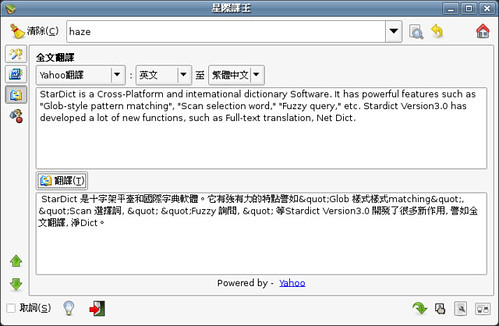 星際譯王
清除(C) haze
全文翻譯
Yahoo翻譯 : 英文 至 繁體中文
StarDict is a Cross-Platform and international dictionary Software. It has powerful features such as
"Glob-style pattern matching", "Scan selection word," "Fuzzy query," etc. Stardict Version3.0 has
developed a lot of new functions, such as Full-text translation, Net Dict.
翻譯(T)
StarDict 是十字架平臺和國際字典軟體。它有強有力的特點譬如&quot;Glob 樣式樣式matching&quot;,
&quot;Scan 選擇詞, &quot; &quot;Fuzzy 詢問, &quot; 等Stardict Version3.0 開發了很多新作用, 譬如全
文翻譯, 淨Dict。
Powered by - Yahoo
取詞(S)